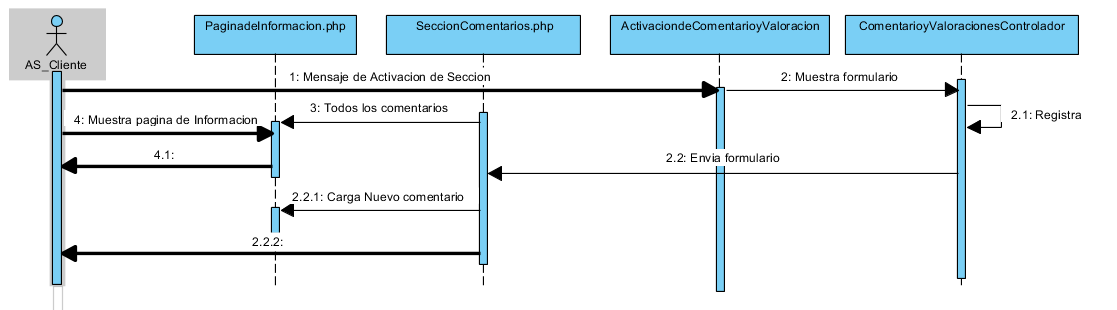 AS_Cliente
PaginadeInformacion.php
SeccionComentarios.php
ActivaciondeComentarioyValoracion
ComentarioyValoracionesControlador
1: Mensaje de Activacion de Seccion
2: Muestra formulario
3: Todos los comentarios
2.1: Registra
4: Muestra pagina de Informacion
4.1:
2.2: Envia formulario
2.2.1: Carga Nuevo comentario
2.2.2: